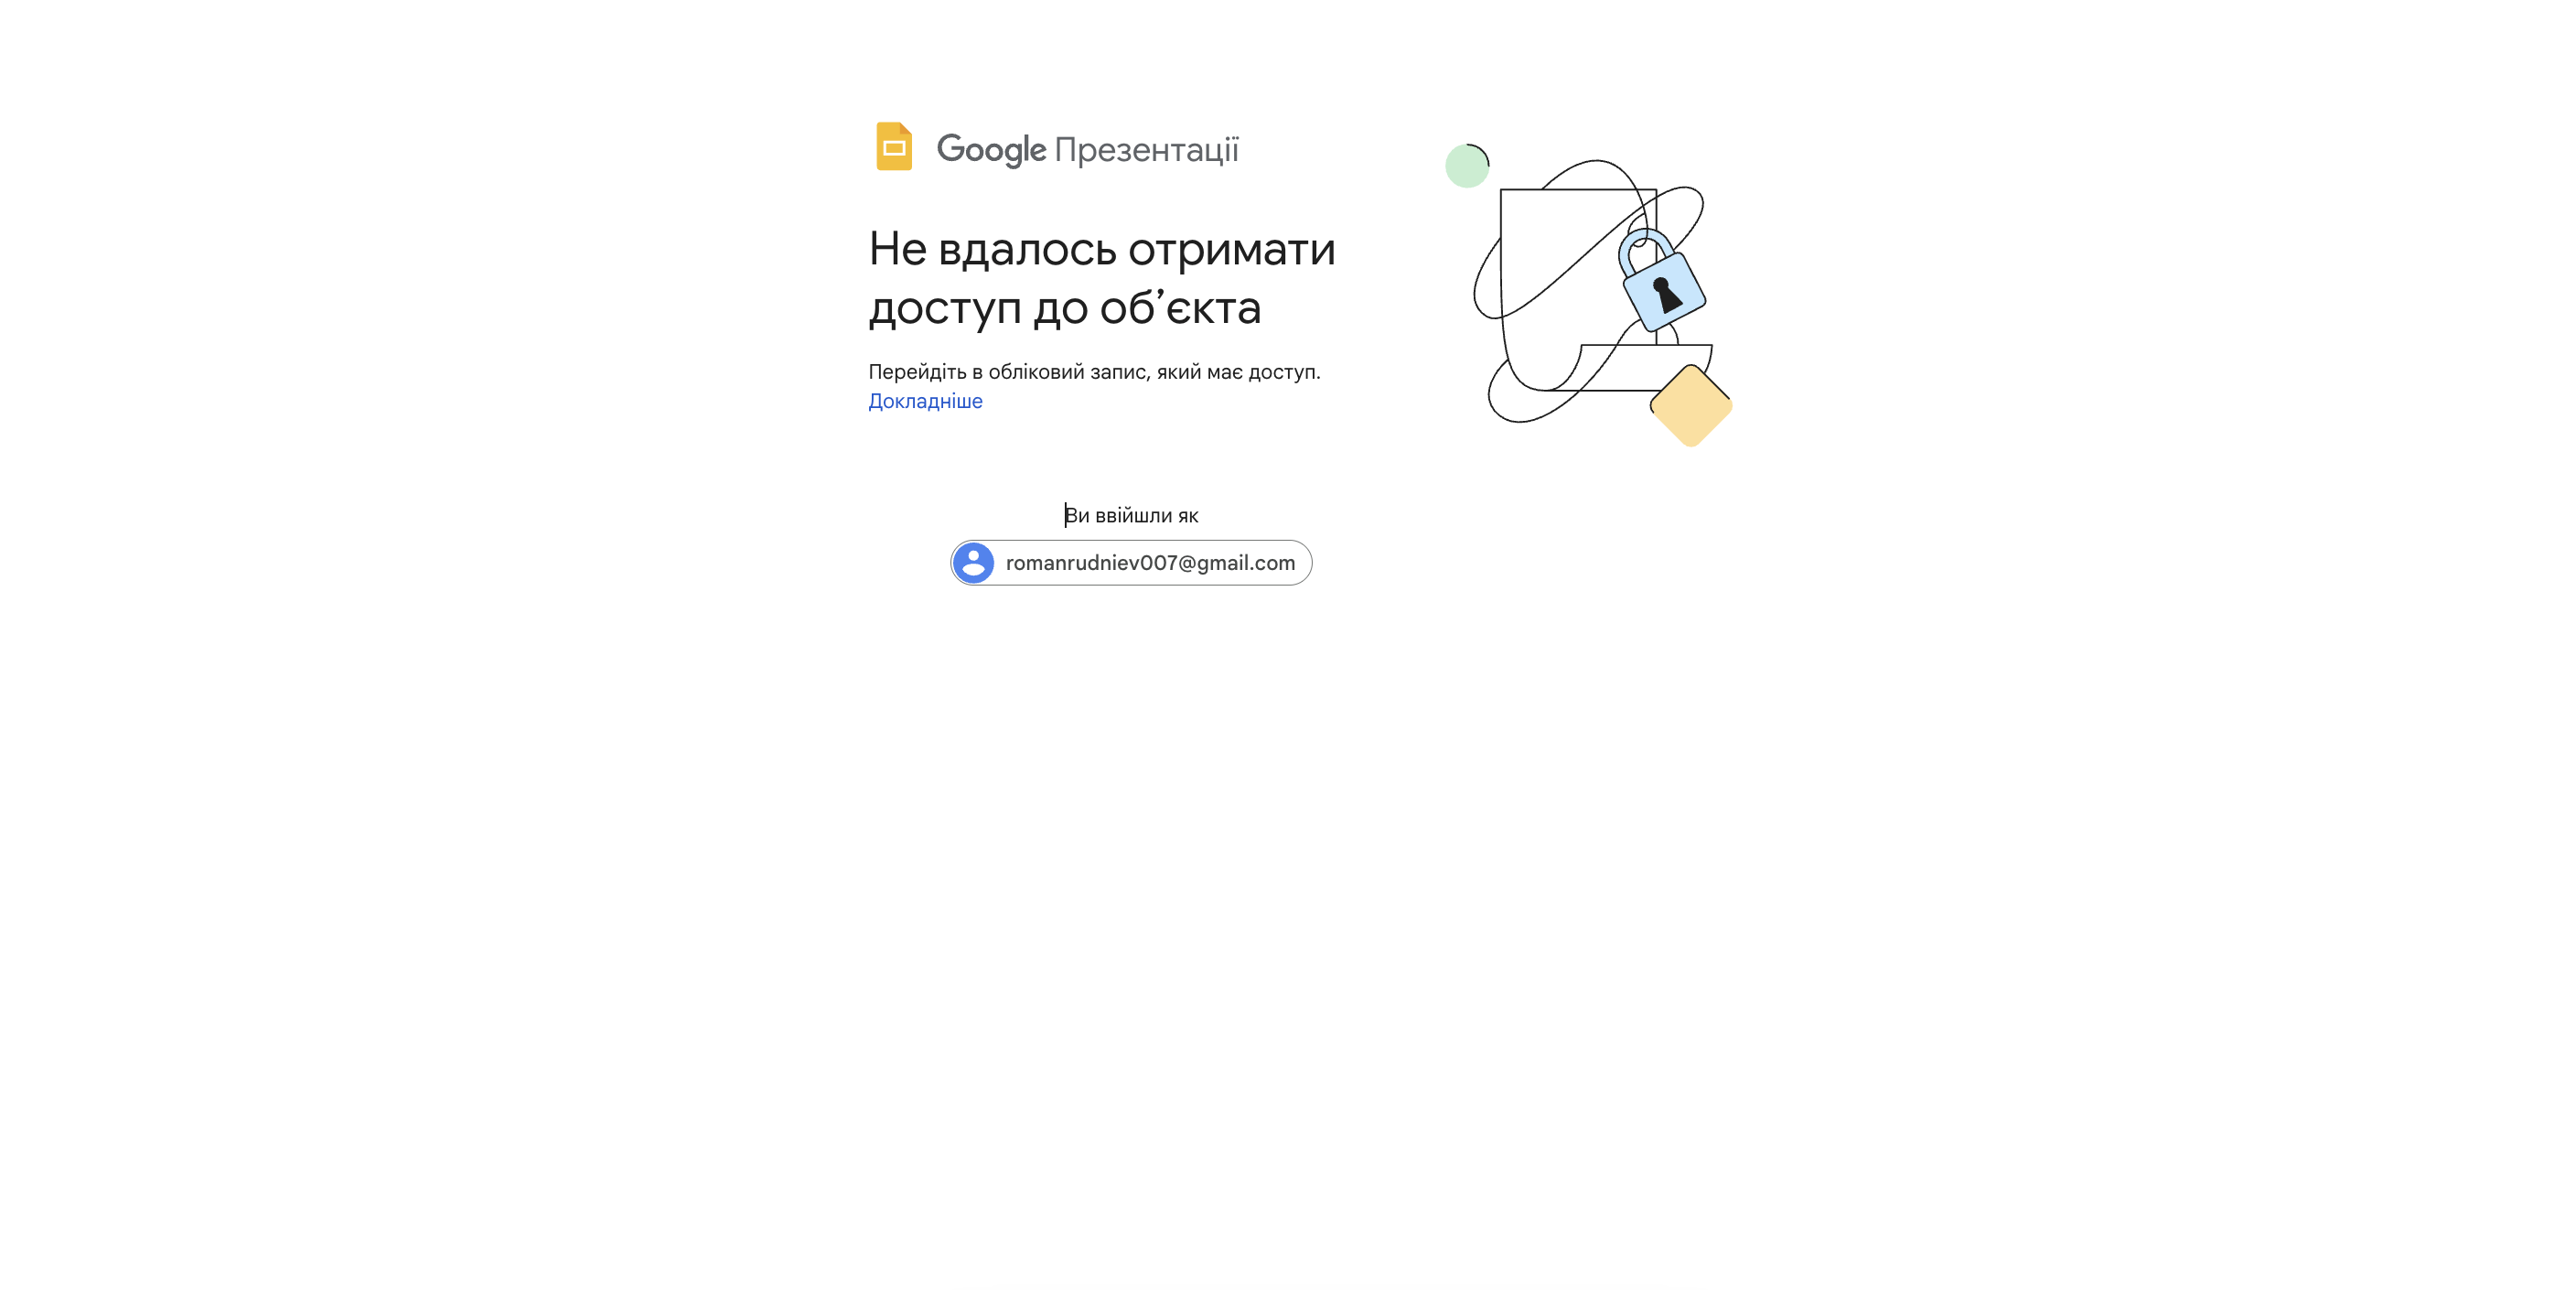 Google Презентації
Не вдалось отримати
доступ до об’єкта
Перейдіть в обліковий запис, який має доступ.
Докладніше
Ви ввійшли як
romanrudniev007@gmail.com